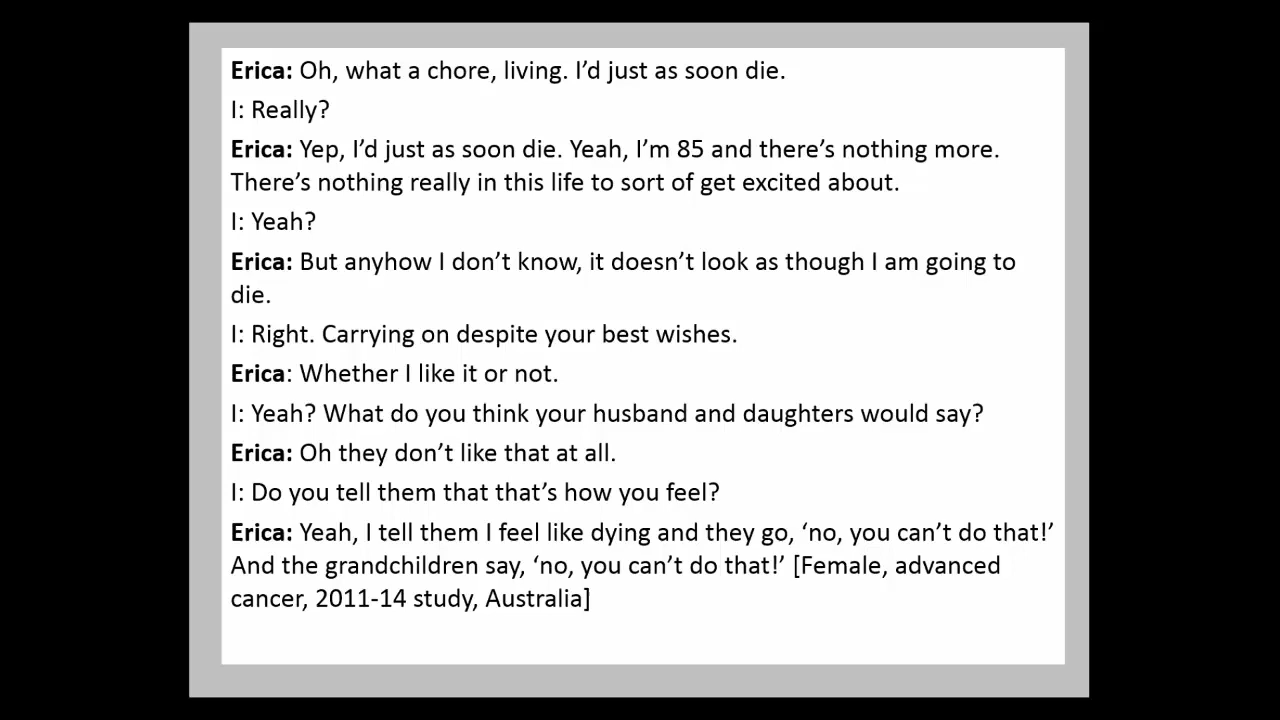 Erica: Oh, what a chore, living. I’d just as soon die.
I: Really?
Erica: Yep, I’d just as soon die. Yeah, I’m 85 and there’s nothing more.
There’s nothing really in this life to sort of get excited about.
I: Yeah?
Erica: But anyhow I don’t know, it doesn’t look as though I am going to
die.
I: Right. Carrying on despite your best wishes.
Erica: Whether I like it or not.
I: Yeah? What do you think your husband and daughters would say?
Erica: Oh they don’t like that at all.
I: Do you tell them that that’s how you feel?
Erica: Yeah, I tell them I feel like dying and they go, ‘no, you can’t do that!’
And the grandchildren say, ‘no, you can’t do that!’ [Female, advanced
cancer, 2011-14 study, Australia]